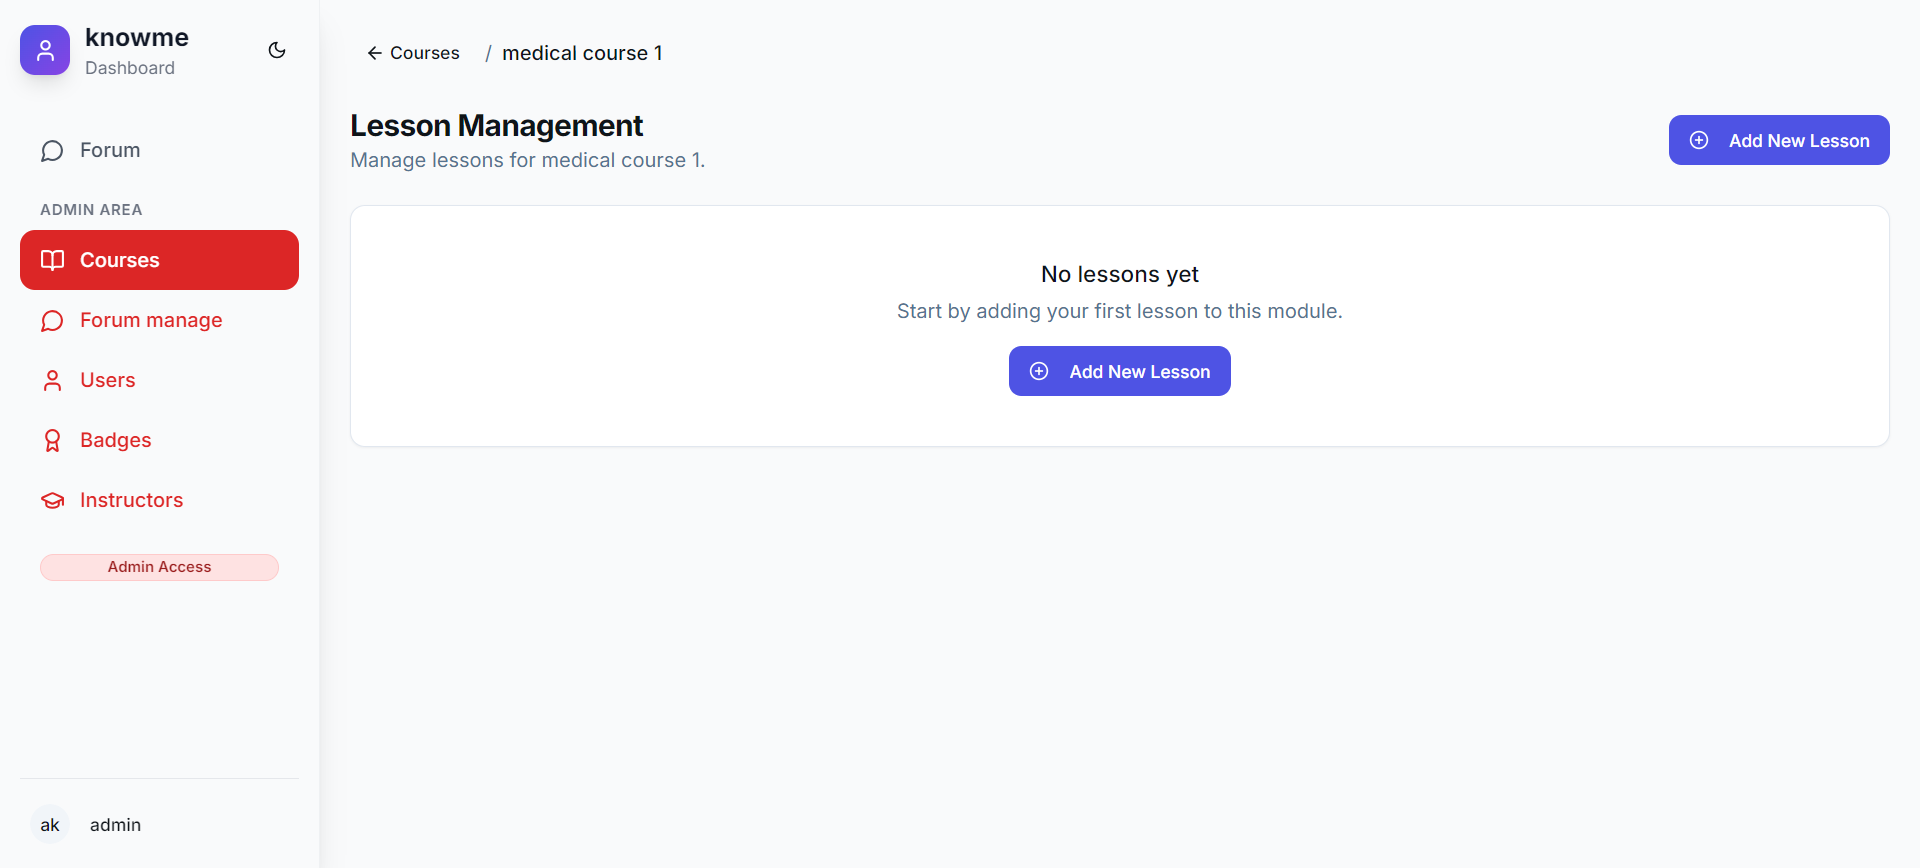 knowme
Dashboard
Forum
ADMIN AREA
Courses
Forum manage
Users
Badges
Instructors
Admin Access
ak admin
Courses / medical course 1
Lesson Management
Manage lessons for medical course 1.
Add New Lesson
No lessons yet
Start by adding your first lesson to this module.
Add New Lesson